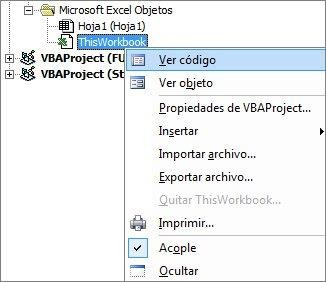 Microsoft Excel Objetos
Hoja1 (Hoja1)
ThisWorkbook
VBAProject (FU
VBAProject (St
Ver código
Ver objeto
Propiedades de VBAProject...
Insertar
Importar archivo...
Exportar archivo...
Quitar ThisWorkbook...
Imprimir...
Acople
Ocultar